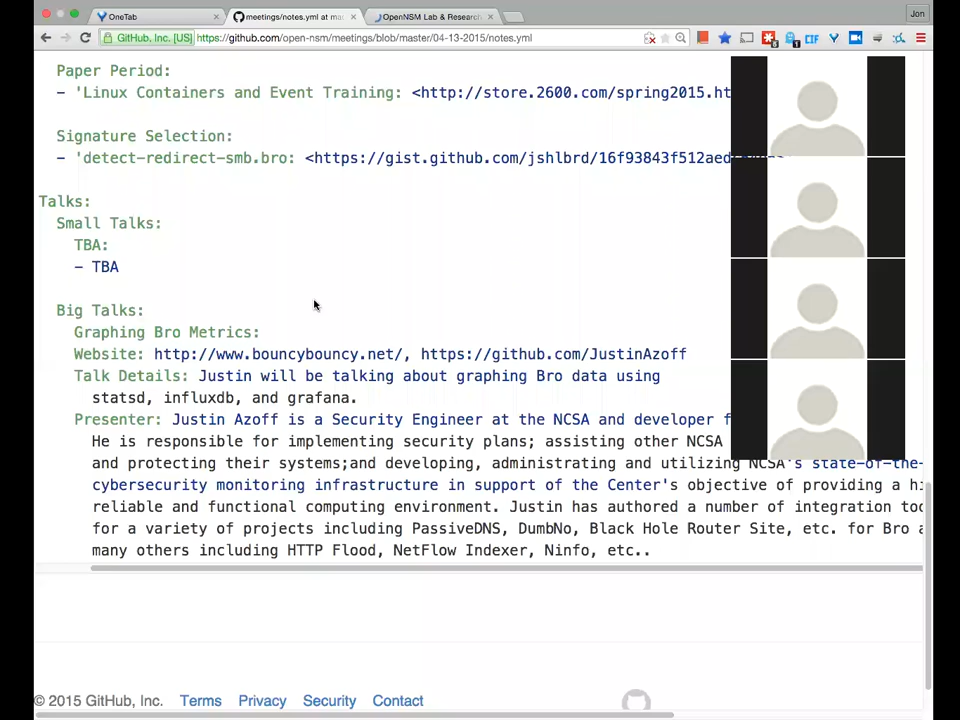 OneTab
meetings/notes.yml at ma
OpenNSM Lab & Research
Jon
GitHub, Inc. [US]
https://github.com/open-nsm/meetings/blob/master/04-13-2015/notes.yml
CIF
Paper Period:
- 'Linux Containers and Event Training: <http://store.2600.com/spring2015.ht
Signature Selection:
- 'detect-redirect-smb.bro: <https://gist.github.com/jshlbrd/16f93843f512aed
Talks:
Small Talks:
TBA:
- TBA
Big Talks:
Graphing Bro Metrics:
Website: http://www.bouncybouncy.net/, https://github.com/JustinAzoff
Talk Details: Justin will be talking about graphing Bro data using
statsd, influxdb, and grafana.
Presenter: Justin Azoff is a Security Engineer at the NCSA and developer f
He is responsible for implementing security plans; assisting other NCSA
and protecting their systems;and developing, administrating and utilizing NCSA's state-of-the-
cybersecurity monitoring infrastructure in support of the Center's objective of providing a hi
reliable and functional computing environment. Justin has authored a number of integration too
for a variety of projects including PassiveDNS, DumbNo, Black Hole Router Site, etc. for Bro a
many others including HTTP Flood, NetFlow Indexer, Ninfo, etc..
© 2015 GitHub, Inc. Terms Privacy Security Contact